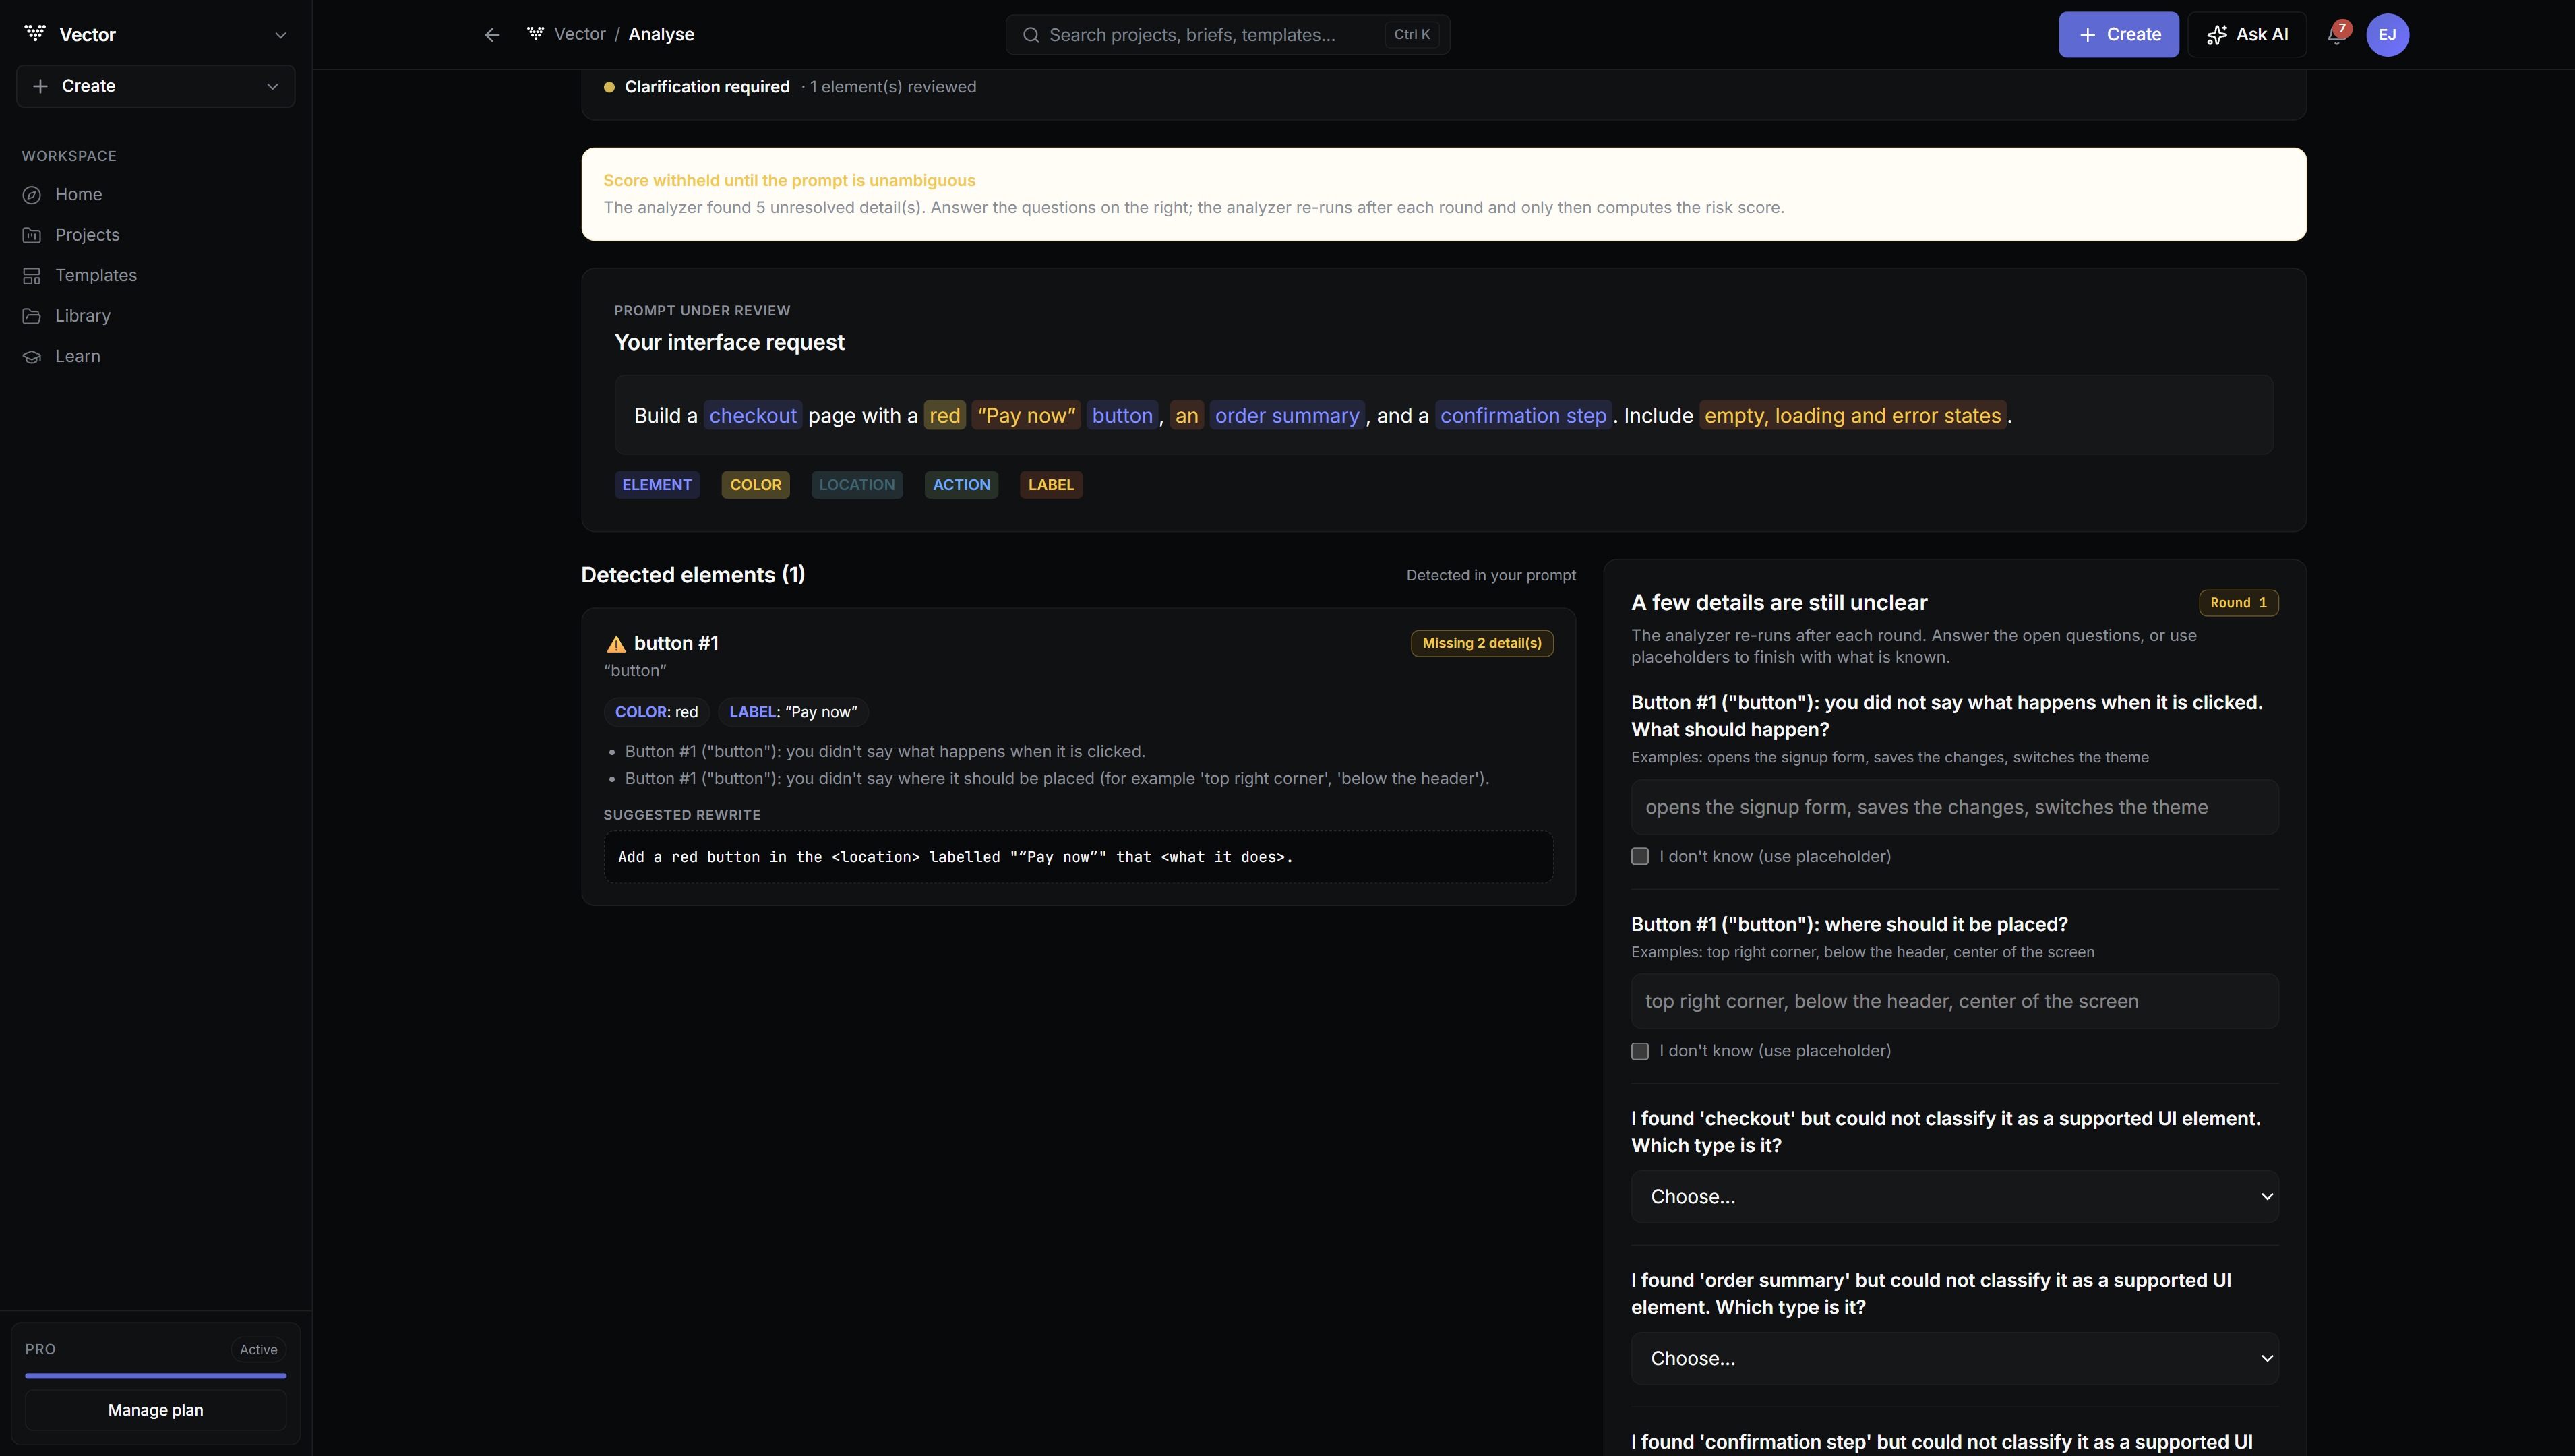 Vector
Create
WORKSPACE
Home
Projects
Templates
Library
Learn
PRO
Active
Manage plan
Vector / Analyse
Search projects, briefs, templates...
Ctrl K
Create
Ask AI
7
EJ
Clarification required · 1 element(s) reviewed
Score withheld until the prompt is unambiguous
The analyzer found 5 unresolved detail(s). Answer the questions on the right; the analyzer re-runs after each round and only then computes the risk score.
PROMPT UNDER REVIEW
Your interface request
Build a checkout page with a red “Pay now” button, an order summary, and a confirmation step. Include empty, loading and error states.
ELEMENT COLOR LOCATION ACTION LABEL
Detected elements (1)
Detected in your prompt
button #1
Missing 2 detail(s)
“button”
COLOR: red LABEL: “Pay now”
• Button #1 ("button"): you didn't say what happens when it is clicked.
• Button #1 ("button"): you didn't say where it should be placed (for example 'top right corner', 'below the header').
SUGGESTED REWRITE
Add a red button in the <location> labelled "“Pay now”" that <what it does>.
A few details are still unclear
Round 1
The analyzer re-runs after each round. Answer the open questions, or use
placeholders to finish with what is known.
Button #1 ("button"): you did not say what happens when it is clicked.
What should happen?
Examples: opens the signup form, saves the changes, switches the theme
opens the signup form, saves the changes, switches the theme
I don't know (use placeholder)
Button #1 ("button"): where should it be placed?
Examples: top right corner, below the header, center of the screen
top right corner, below the header, center of the screen
I don't know (use placeholder)
I found 'checkout' but could not classify it as a supported UI element.
Which type is it?
Choose...
I found 'order summary' but could not classify it as a supported UI
element. Which type is it?
Choose...
I found 'confirmation step' but could not classify it as a supported UI